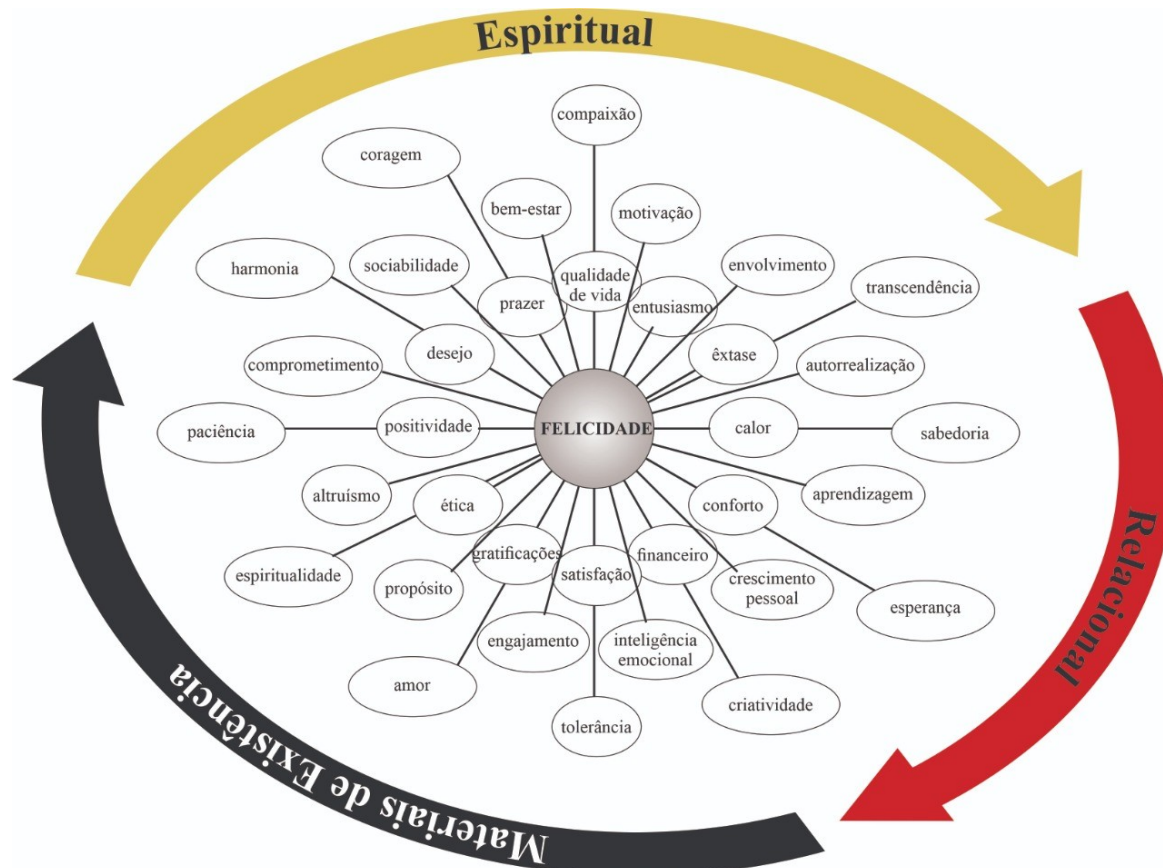 Espiritual
compaixão
coragem
bem-estar
motivação
harmonia
sociabilidade
prazer
qualidade
de vida
entusiasmo
envolvimento
transcendência
comprometimento
desejo
êxtase
autorrealização
paciência
positividade
FELICIDADE
calor
sabedoria
altruísmo
ética
conforto
aprendizagem
espiritualidade
propósito
gratificações
satisfação
financeiro
crescimento
pessoal
esperança
engajamento
inteligência
emocional
amor
tolerância
criatividade
Relacional
Materiais de Existência